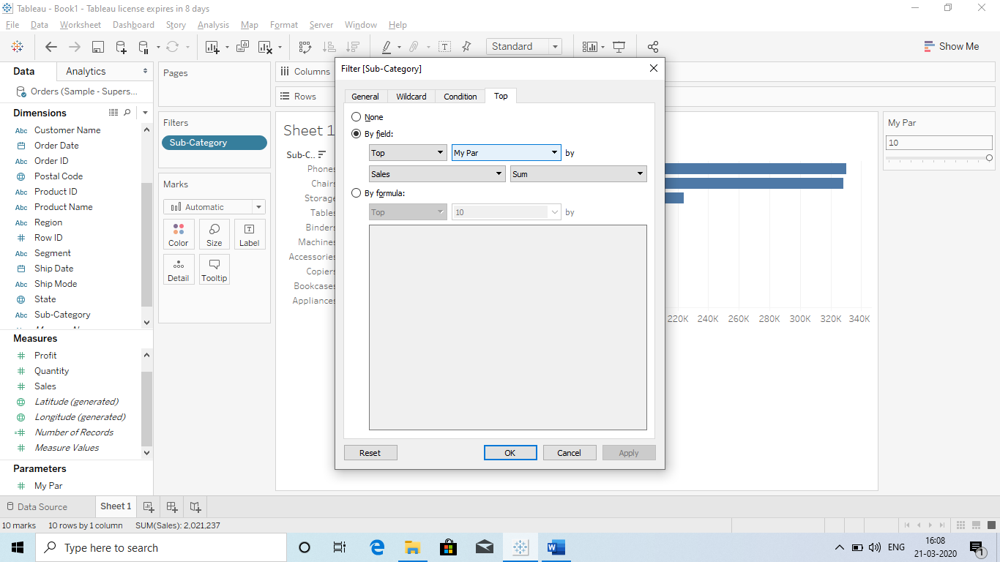 Tableau - Book1 - Tableau license expires in 8 days
File Data Worksheet Dashboard Story Analysis Map Format Server Window Help
Standard
Show Me
Data
Analytics
Orders (Sample - Supers...
Dimensions
Abc Customer Name
Order Date
Abc Order ID
Postal Code
Abc Product ID
Abc Product Name
Abc Region
Row ID
Abc Segment
Ship Date
Abc Ship Mode
State
Abc Sub-Category
Measures
# Profit
# Quantity
# Sales
Latitude (generated)
Longitude (generated)
=# Number of Records
# Measure Values
Parameters
# My Par
Pages
Filters
Sub-Category
Marks
Automatic
Color
Size
T
Label
Detail
Tooltip
Columns
Rows
Sheet 1
Sub-C..
Phones
Chairs
Storage
Tables
Binders
Machines
Accessories
Copiers
Bookcases
Appliances
220K 240K 260K 280K 300K 320K 340K
Filter [Sub-Category]
General Wildcard Condition Top
None
By field:
Top My Par by
Sales Sum
By formula:
Top 10 by
Reset OK Cancel Apply
My Par
10
Data Source
Sheet 1
10 marks 10 rows by 1 column SUM(Sales): 2,021,237
Type here to search
ENG
16:08
21-03-2020
1